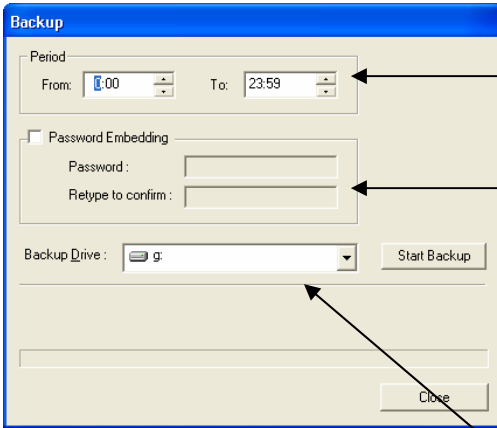 Backup
Period
From: 0:00 To: 23:59
Password Embedding
Password :
Retype to confirm :
Backup Drive : g: Start Backup
Close